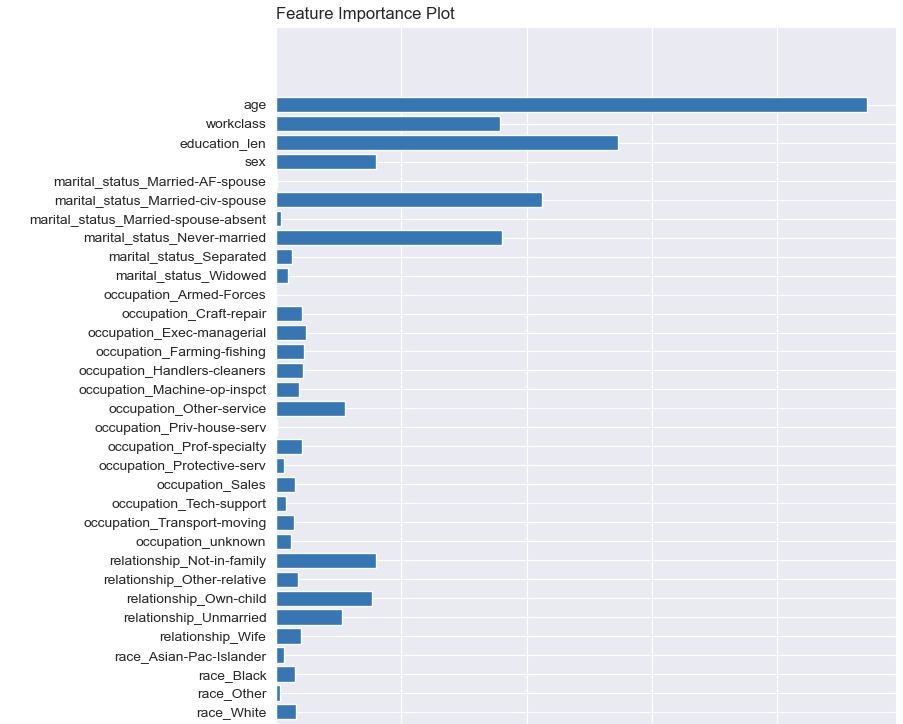 Feature Importance Plot
age
workclass
education_len
sex
marital_status_Married-AF-spouse
marital_status_Married-civ-spouse
marital_status_Married-spouse-absent
marital_status_Never-married
marital_status_Separated
marital_status_Widowed
occupation_Armed-Forces
occupation_Craft-repair
occupation_Exec-managerial
occupation_Farming-fishing
occupation_Handlers-cleaners
occupation_Machine-op-inspct
occupation_Other-service
occupation_Priv-house-serv
occupation_Prof-specialty
occupation_Protective-serv
occupation_Sales
occupation_Tech-support
occupation_Transport-moving
occupation_unknown
relationship_Not-in-family
relationship_Other-relative
relationship_Own-child
relationship_Unmarried
relationship_Wife
race_Asian-Pac-Islander
race_Black
race_Other
race_White